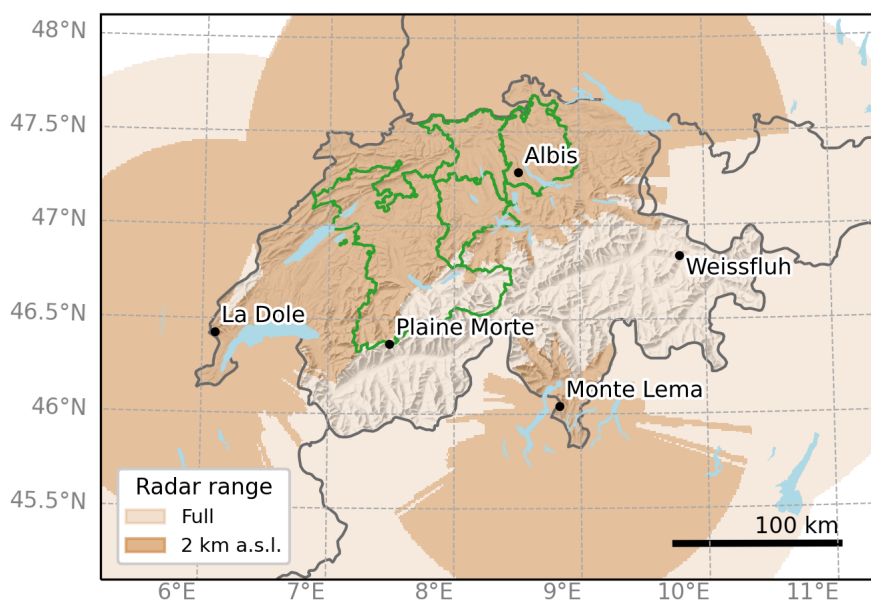 48°N
47.5°N
47°N
46.5°N
46°N
45.5°N
Albis
Weissfluh
La Dole
Plaine Morte
Monte Lema
Radar range
Full
2 km a.s.l.
100 km
6°E
7°E
8°E
9°E
10°E
11°E